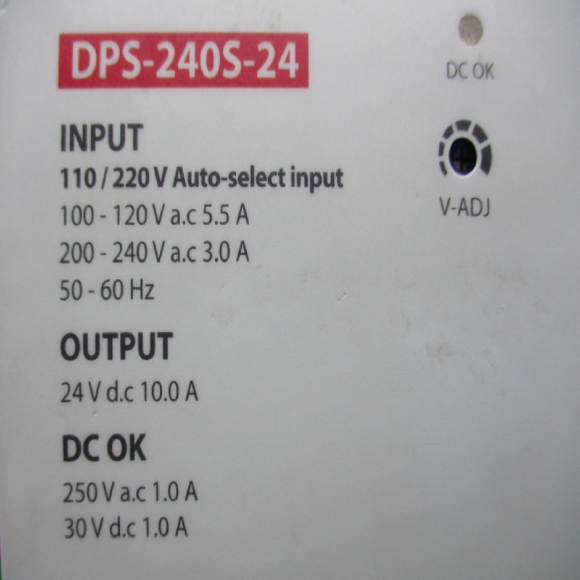 DPS-240S-24
DC OK
INPUT
110 / 220 V Auto-select input
100 - 120 V a.c 5.5 A
200 - 240 V a.c 3.0 A
50 - 60 Hz
V-ADJ
OUTPUT
24 V d.c 10.0 A
DC OK
250 V a.c 1.0 A
30 V d.c 1.0 A